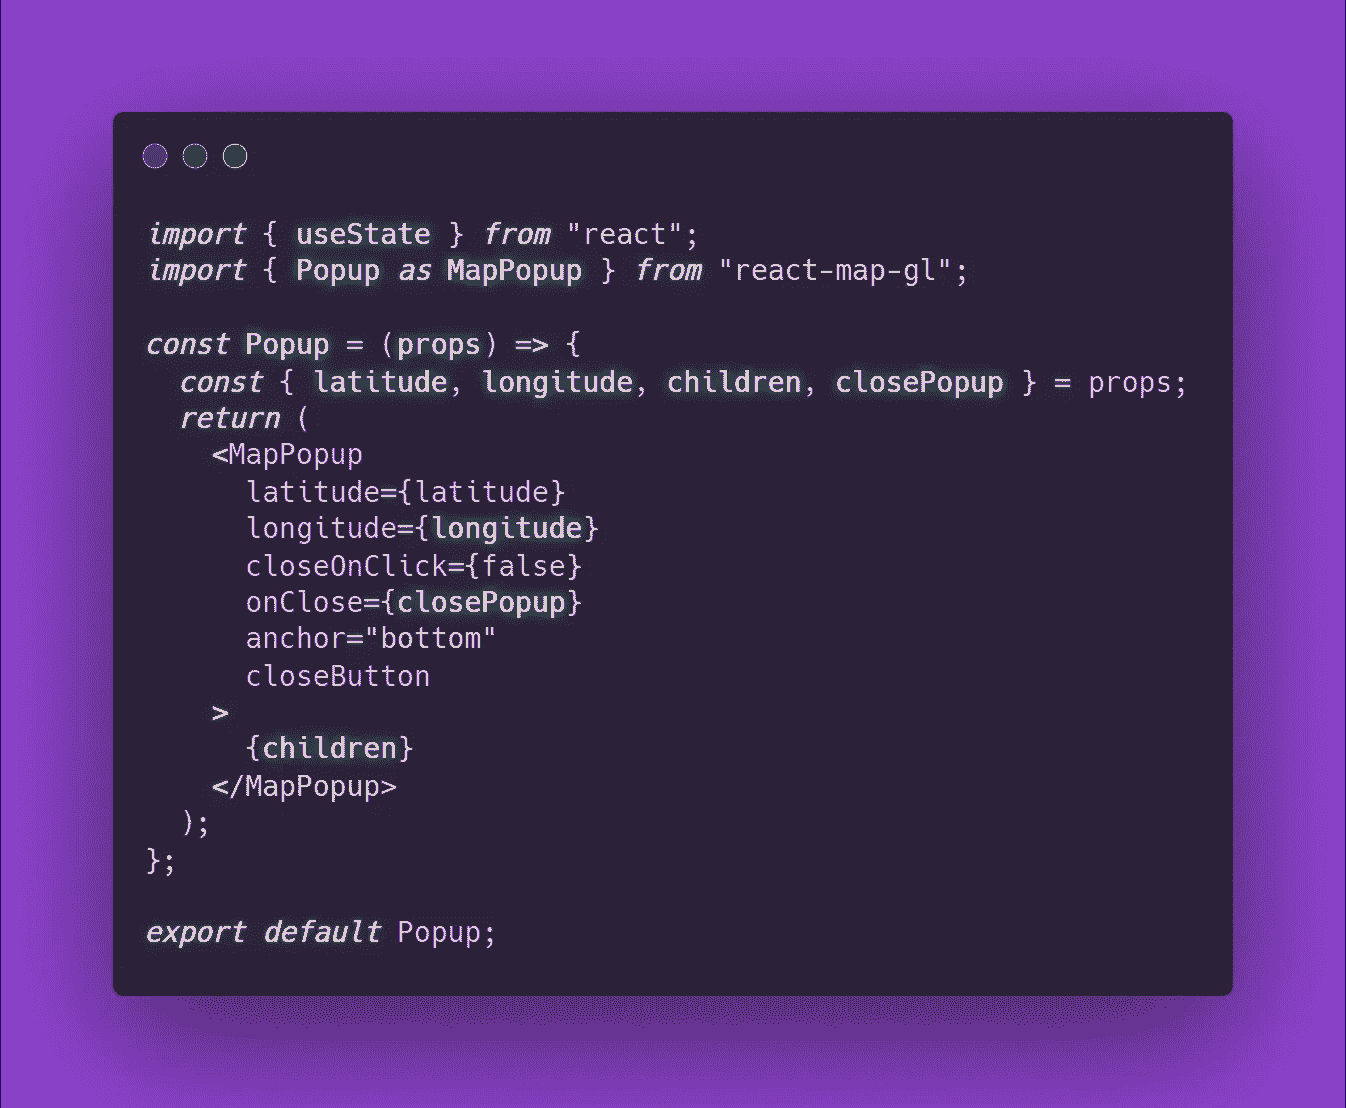 import { useState } from "react";
import { Popup as MapPopup } from "react-map-gl";
const Popup = (props) => {
const { latitude, longitude, children, closePopup } = props;
return (
<MapPopup
latitude={latitude}
longitude={longitude}
closeOnClick={false}
onClose={closePopup}
anchor="bottom"
closeButton
>
{children}
</MapPopup>
);
};
export default Popup;